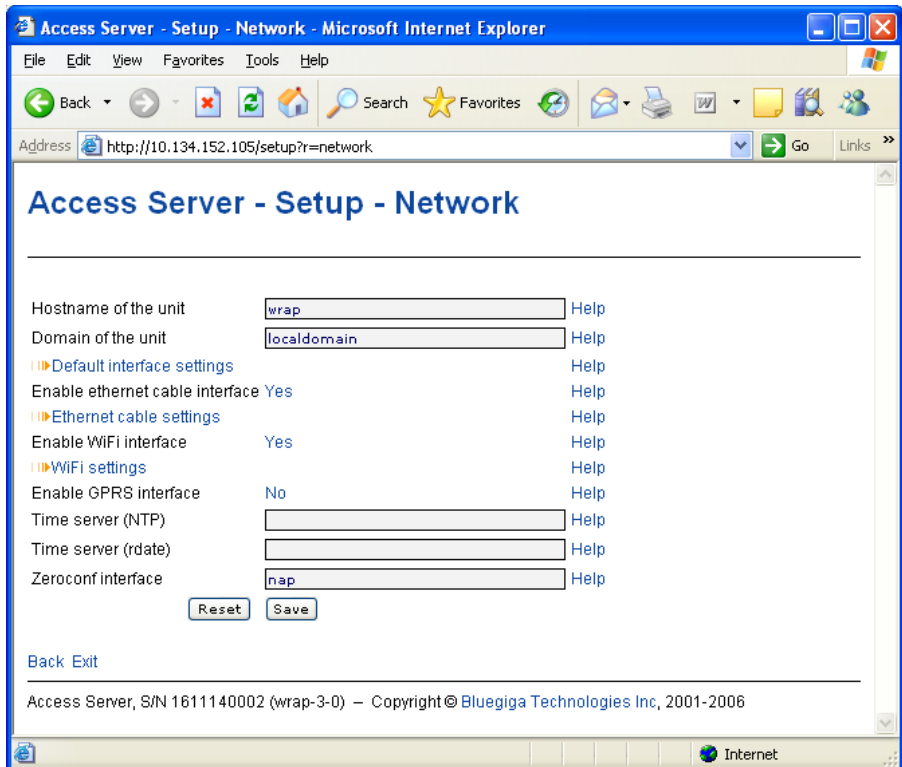 Access Server - Setup - Network - Microsoft Internet Explorer
File Edit View Favorites Tools Help
Back Search Favorites
Address http://10.134.152.105/setup?r=network Go Links »
Access Server - Setup - Network
Hostname of the unit wrap Help
Domain of the unit localdomain Help
Default interface settings Help
Enable ethernet cable interface Yes Help
Ethernet cable settings Help
Enable WiFi interface Yes Help
WiFi settings Help
Enable GPRS interface No Help
Time server (NTP) Help
Time server (rdate) Help
Zeroconf interface nap Help
Reset Save
Back Exit
Access Server, S/N 1611140002 (wrap-3-0) – Copyright © Bluegiga Technologies Inc, 2001-2006
Internet